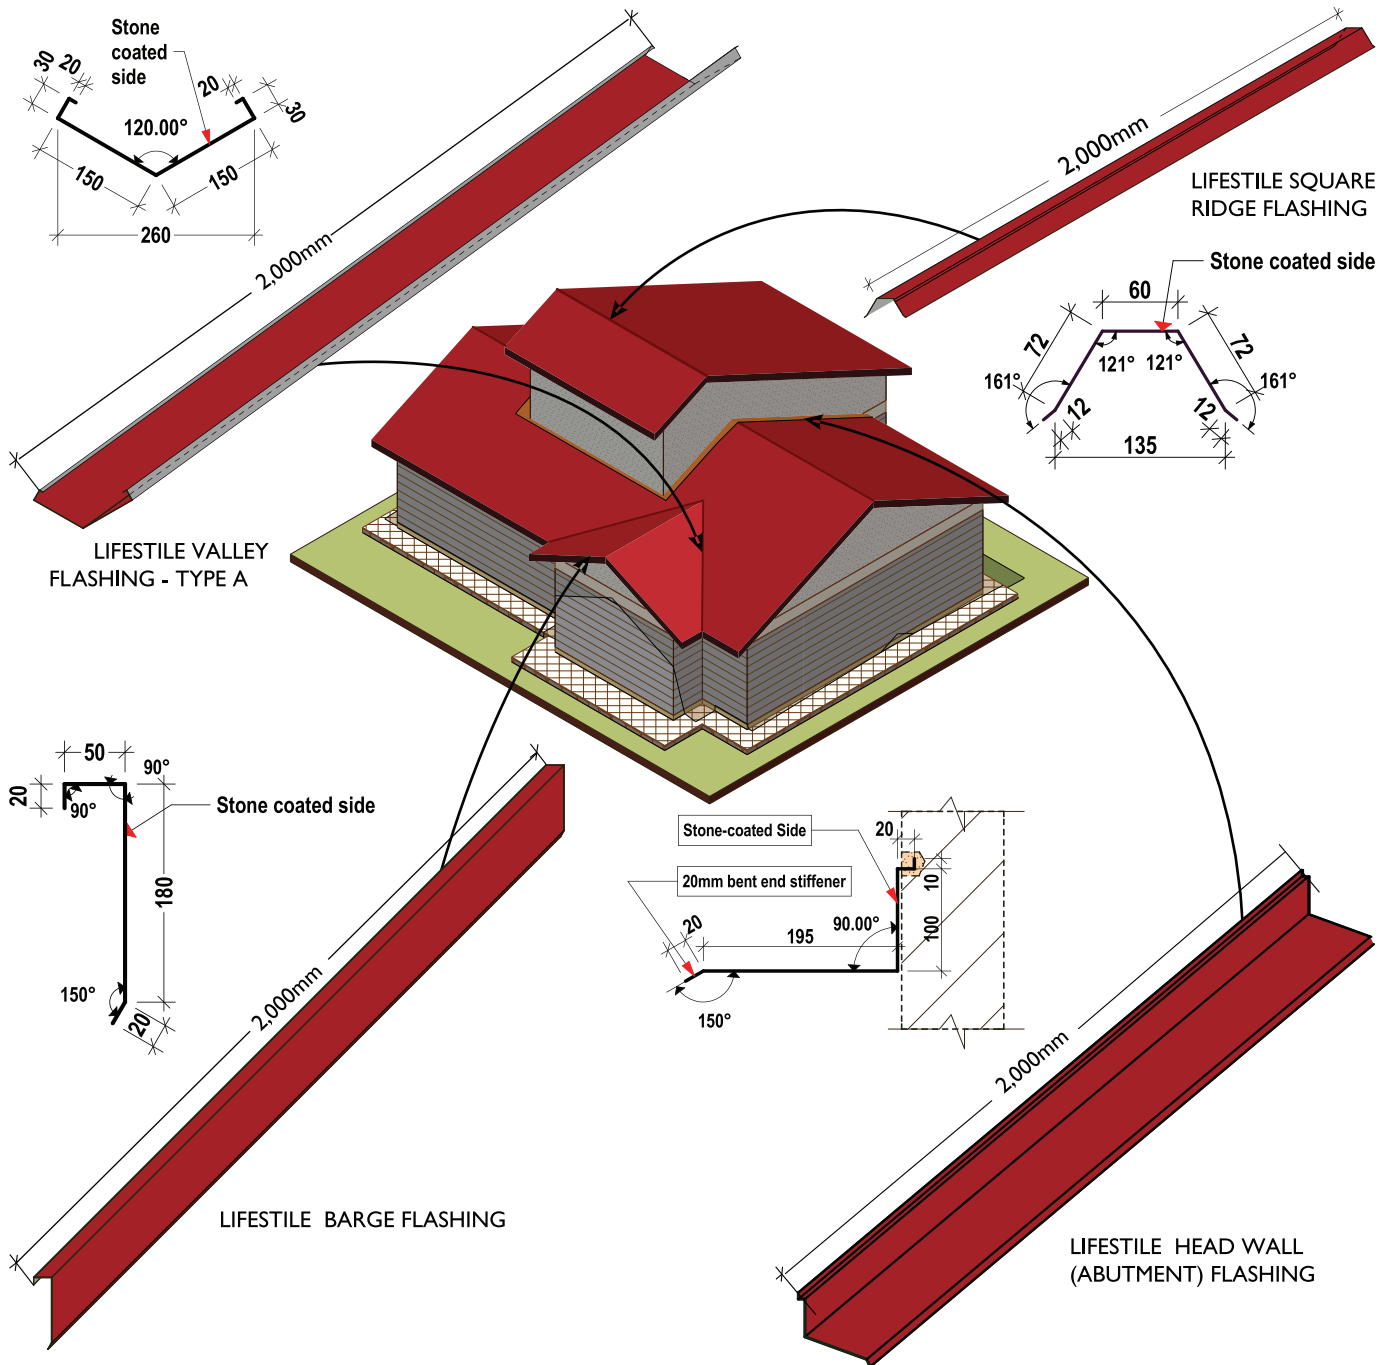 Stone
coated
side
30
20
20
30
120.00°
150
150
260
2,000mm
LIFESTILE VALLEY
FLASHING - TYPE A
2,000mm
LIFESTILE SQUARE
RIDGE FLASHING
Stone coated side
60
72
72
121°
121°
161°
161°
12
12
135
50
90°
20
90°
Stone coated side
180
150°
20
2,000mm
LIFESTILE BARGE FLASHING
Stone-coated Side
20
20mm bent end stiffener
10
20
195
90.00°
100
150°
2,000mm
LIFESTILE HEAD WALL
(ABUTMENT) FLASHING